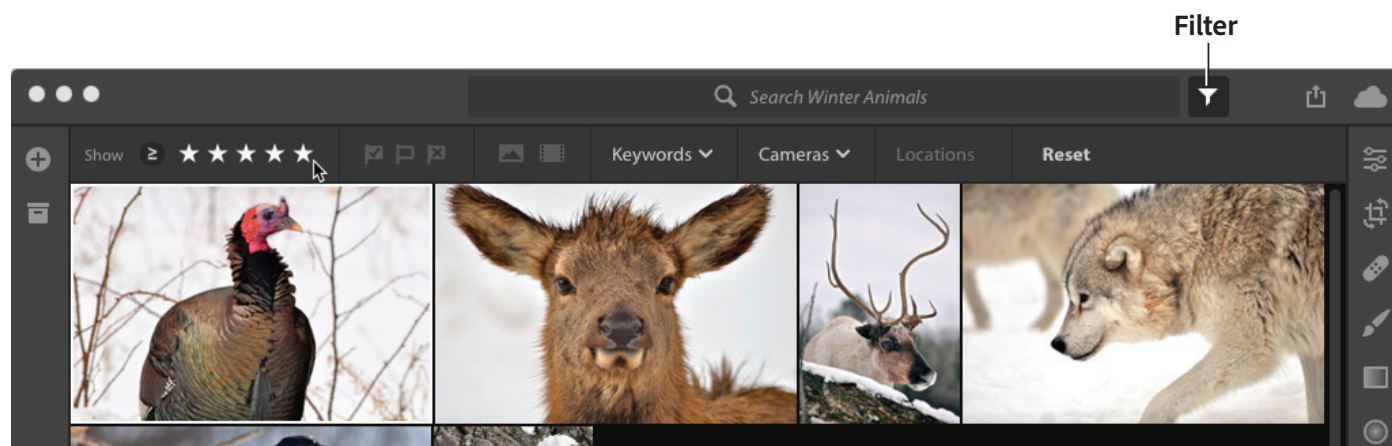 Filter
Search Winter Animals
Show ≥ ★★★★★ Keywords Cameras Locations Reset